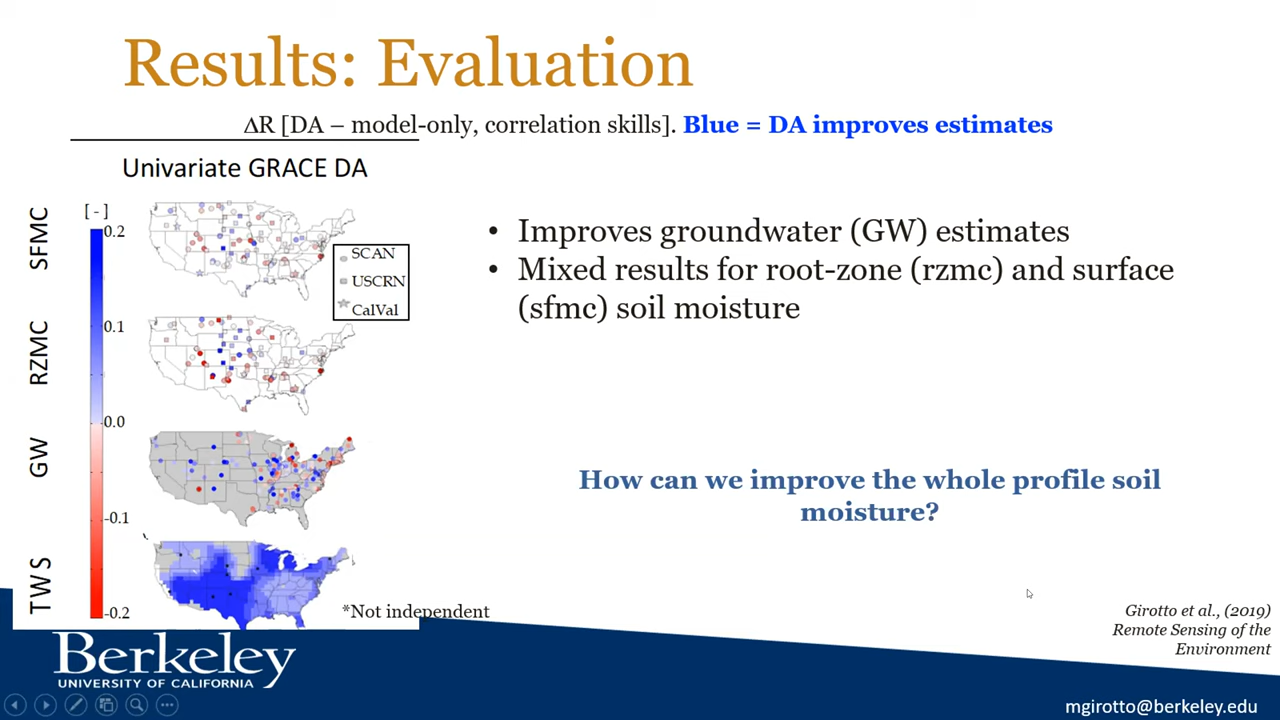 Results: Evaluation
ΔR [DA – model-only, correlation skills]. Blue = DA improves estimates
Univariate GRACE DA
[ - ]
0.2
0.1
0.0
-0.1
-0.2
SFMC
RZMC
GW
TWS
SCAN
USCRN
CalVal
*Not independent
• Improves groundwater (GW) estimates
• Mixed results for root-zone (rzmc) and surface
(sfmc) soil moisture
How can we improve the whole profile soil
moisture?
Girotto et al., (2019)
Remote Sensing of the
Environment
Berkeley
UNIVERSITY OF CALIFORNIA
mgirotto@berkeley.edu